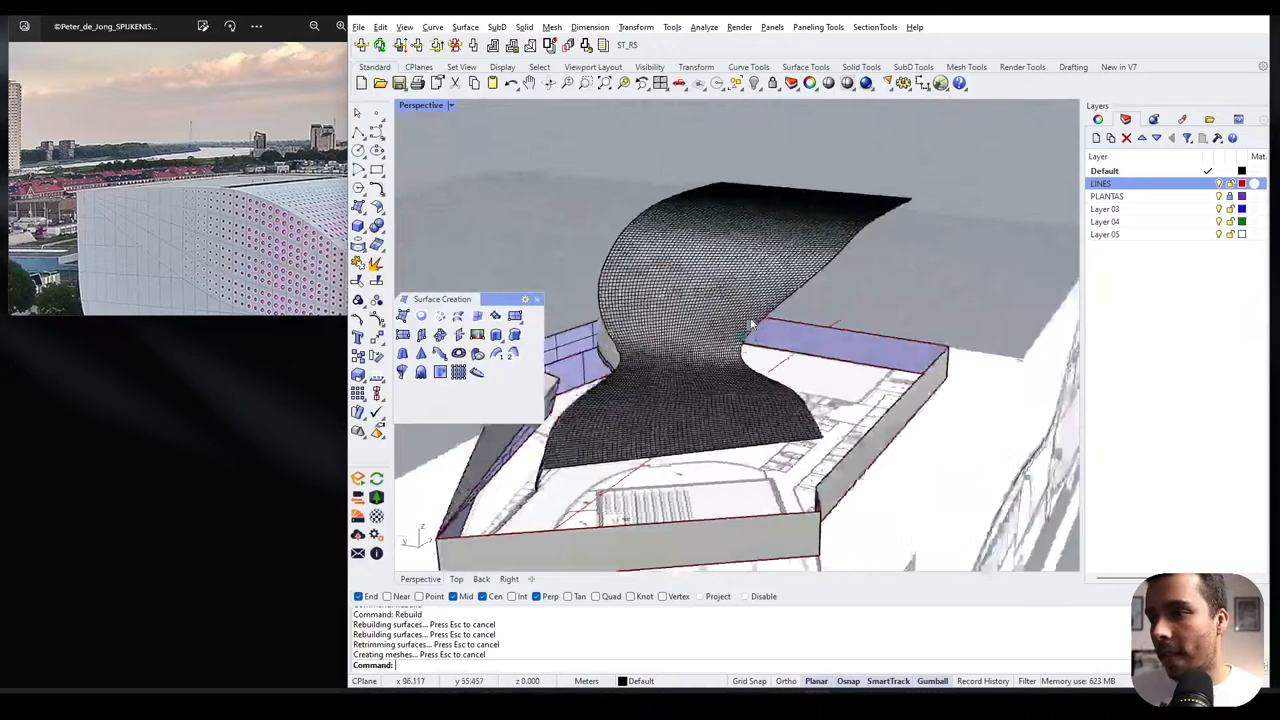 ©Peter_de_Jong_SPIJKENIS...
File Edit View Curve Surface SubD Solid Mesh Dimension Transform Tools Analyze Render Panels Paneling Tools SectionTools Help
ST_RS
Standard CPlanes Set View Display Select Viewport Layout Visibility Transform Curve Tools Surface Tools Solid Tools SubD Tools Mesh Tools Render Tools Drafting New in V7
Perspective
Layers
Layer Mat.
Default
LINES
PLANTAS
Layer 03
Layer 04
Layer 05
Surface Creation
Perspective Top Back Right
End Near Point Mid Cen Int Perp Tan Quad Knot Vertex Project Disable
Command: Rebuild
Rebuilding surfaces... Press Esc to cancel
Rebuilding surfaces... Press Esc to cancel
Retrimming surfaces... Press Esc to cancel
Creating meshes... Press Esc to cancel
Command:
CPlane x 96.117 y 55.457 z 0.000 Meters Default Grid Snap Ortho Planar Osnap SmartTrack Gumball Record History Filter Memory use: 623 MB